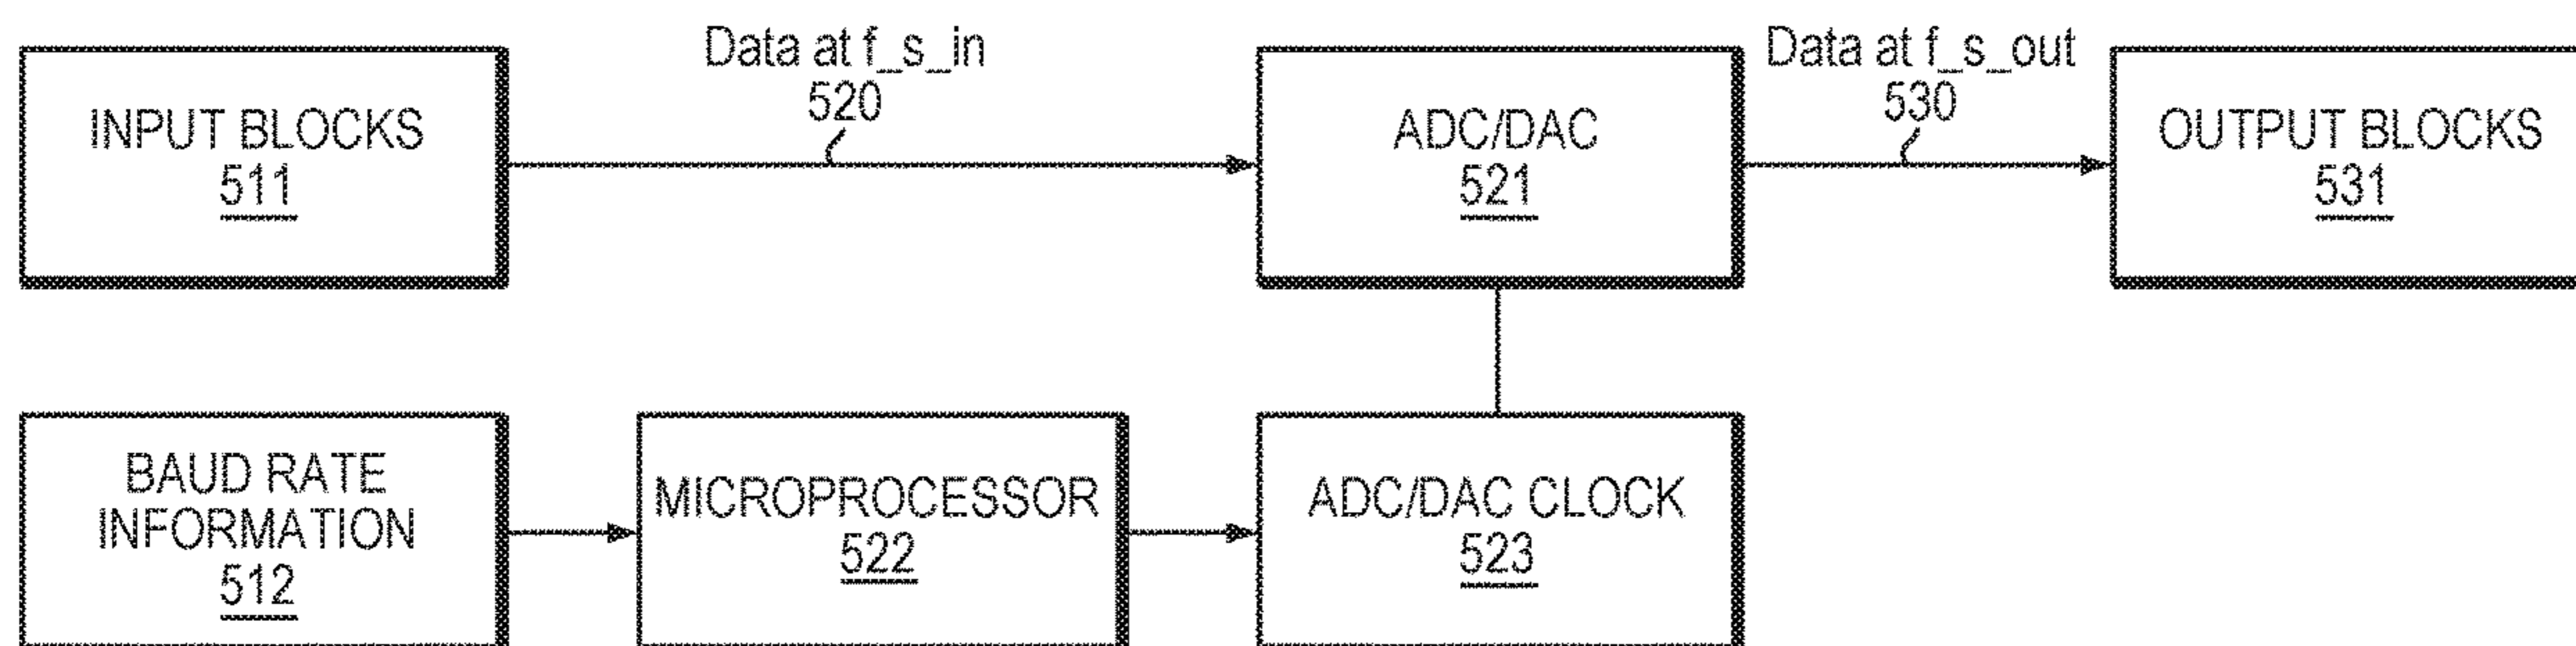 INPUT BLOCKS
511
Data at f_s_in
520
ADC/DAC
521
Data at f_s_out
530
OUTPUT BLOCKS
531
BAUD RATE
INFORMATION
512
MICROPROCESSOR
522
ADC/DAC CLOCK
523